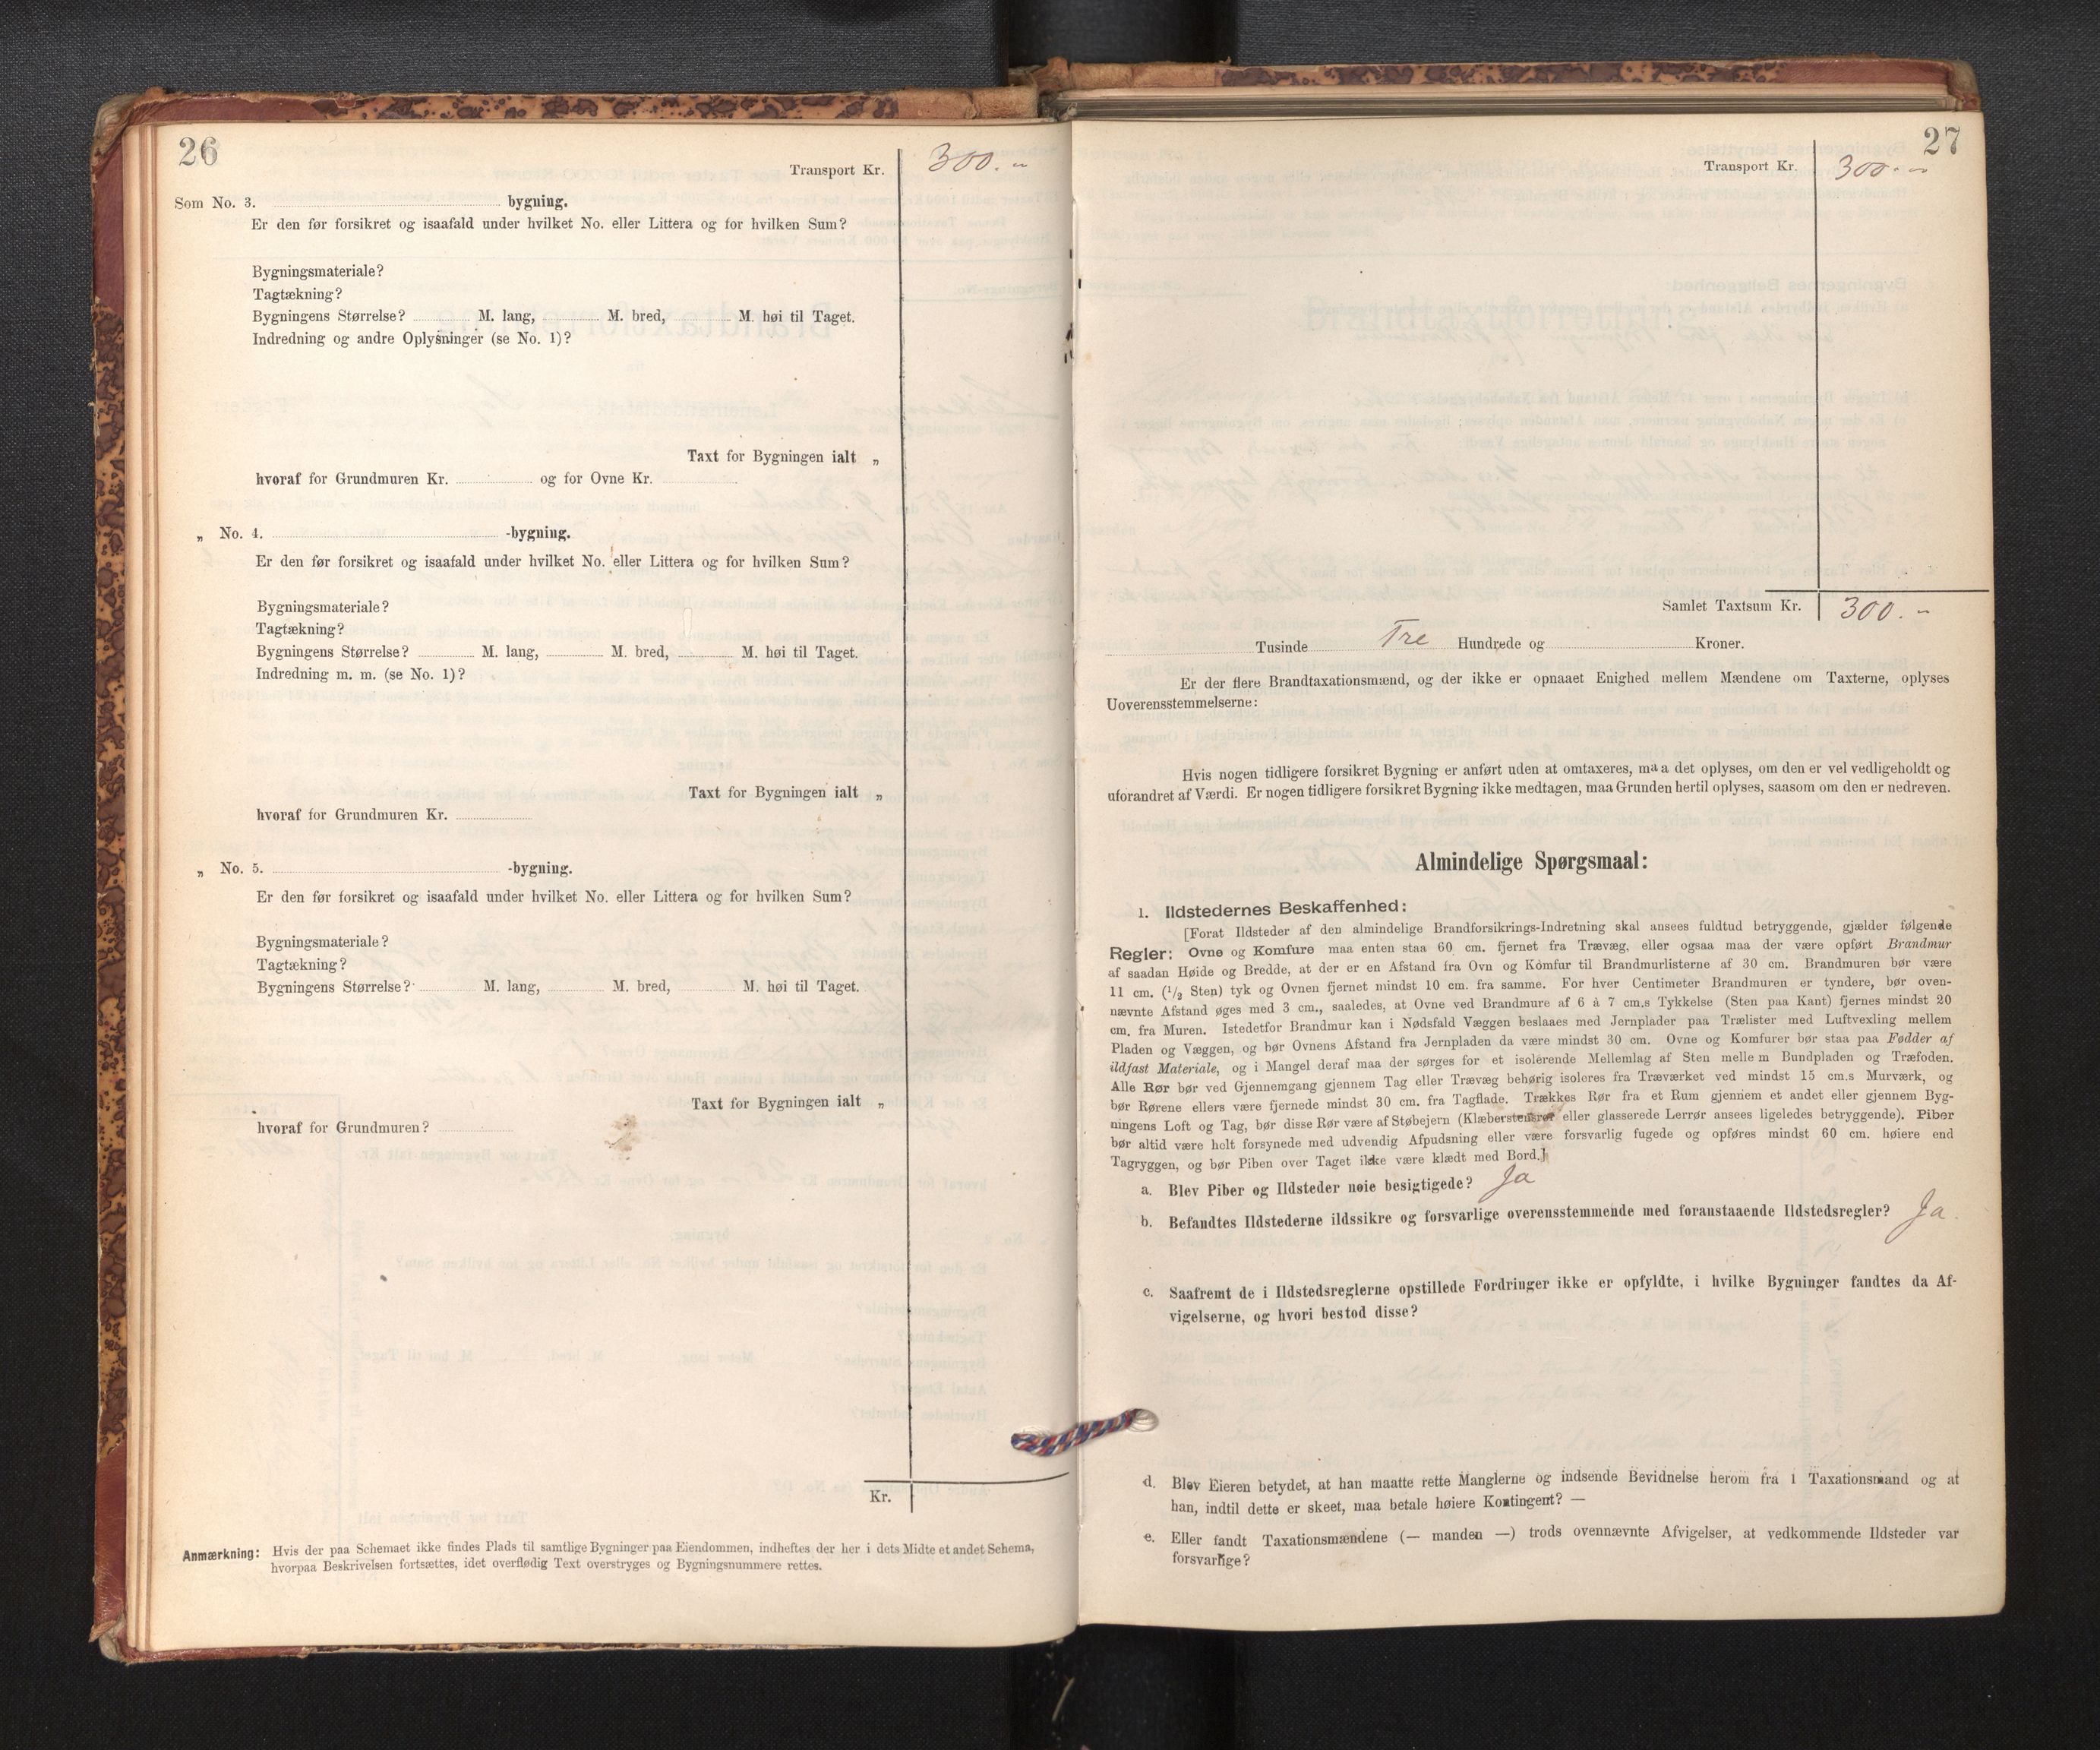 26
Transport Kr. 300. „
Som No. 3. bygning.
Er den før forsikret og isaafald under hvilket No. eller Littera og for hvilken Sum?
Bygningsmateriale?
Tagtækning?
Bygningens Størrelse? M. lang, M. bred, M. høi til Taget.
Indredning og andre Oplysninger (se No. 1)?
Taxt for Bygningen ialt „
hvoraf for Grundmuren Kr. og for Ovne Kr.
„ No. 4. -bygning.
Er den før forsikret og isaafald under hvilket No. eller Littera og for hvilken Sum?
Bygningsmateriale?
Tagtækning?
Bygningens Størrelse? M. lang, M. bred, M. høi til Taget.
Indredning m. m. (se No. 1)?
Taxt for Bygningen ialt „
hvoraf for Grundmuren Kr.
„ No. 5. -bygning.
Er den før forsikret og isaafald under hvilket No. eller Littera og for hvilken Sum?
Bygningsmateriale?
Tagtækning?
Bygningens Størrelse? M. lang, M. bred, M. høi til Taget.
Taxt for Bygningen ialt „
hvoraf for Grundmuren?
Kr.
Anmærkning: Hvis der paa Schemaet ikke findes Plads til samtlige Bygninger paa Eiendommen, indheftes der her i dets Midte et andet Schema,
hvorpaa Beskrivelsen fortsættes, idet overflødig Text overstryges og Bygningsnummere rettes.
27
Transport Kr. 300. „
Samlet Taxtsum Kr. 300. „
Tusinde Tre Hundrede og Kroner.
Er der flere Brandtaxationsmænd, og der ikke er opnaaet Enighed mellem Mændene om Taxterne, oplyses
Uoverensstemmelserne:
Hvis nogen tidligere forsikret Bygning er anført uden at omtaxeres, maa det oplyses, om den er vel vedligeholdt og
uforandret af Værdi. Er nogen tidligere forsikret Bygning ikke medtagen, maa Grunden hertil oplyses, saasom om den er nedreven.
Almindelige Spørgsmaal:
1. Ildstedernes Beskaffenhed:
[Forat Ildsteder af den almindelige Brandforsikrings-Indretning skal ansees fuldtud betryggende, gjælder følgende
Regler: Ovne og Komfure maa enten staa 60 cm. fjernet fra Trævæg, eller ogsaa maa der være opført Brandmur
af saadan Høide og Bredde, at der er en Afstand fra Ovn og Komfur til Brandmurlisterne af 30 cm. Brandmuren bør være
11 cm. (1/2 Sten) tyk og Ovnen fjernet mindst 10 cm. fra samme. For hver Centimeter Brandmuren er tyndere, bør oven-
nævnte Afstand øges med 3 cm., saaledes, at Ovne ved Brandmure af 6 à 7 cm.s Tykkelse (Sten paa Kant) fjernes mindst 20
cm. fra Muren. Istedetfor Brandmur kan i Nødsfald Væggen beslaaes med Jernplader paa Trælister med Luftvexling mellem
Pladen og Væggen, og bør Ovnens Afstand fra Jernpladen da være mindst 30 cm. Ovne og Komfurer bør staa paa Fødder af
ildfast Materiale, og i Mangel deraf maa der sørges for et isolerende Mellemlag af Sten mellem Bundpladen og Træfoden.
Alle Rør bør ved Gjennemgang gjennem Tag eller Trævæg behørig isoleres fra Træværket ved mindst 15 cm.s Murværk, og
bør Rørene ellers være fjernede mindst 30 cm. fra Tagflade. Trækkes Rør fra et Rum gjennem et andet eller gjennem Byg-
ningens Loft og Tag, bør disse Rør være af Støbejern (Klæberstensrør eller glasserede Lerrør ansees ligeledes betryggende). Piber
bør altid være helt forsynede med udvendig Afpudsning eller være forsvarlig fugede og opføres mindst 60 cm. høiere end
Tagryggen, og bør Piben over Taget ikke være klædt med Bord.]
a. Blev Piber og Ildsteder nøie besigtigede? Ja
b. Befandtes Ildstederne ildssikre og forsvarlige overensstemmende med foranstaaende Ildstedsregler? Ja.
c. Saafremt de i Ildstedsreglerne opstillede Fordringer ikke er opfyldte, i hvilke Bygninger fandtes da Af-
vigelserne, og hvori bestod disse?
d. Blev Eieren betydet, at han maatte rette Manglerne og indsende Bevidnelse herom fra 1 Taxationsmand og at
han, indtil dette er skeet, maa betale høiere Kontingent? —
e. Eller fandt Taxationsmændene (— manden —) trods ovennævnte Afvigelser, at vedkommende Ildsteder var
forsvarlige?